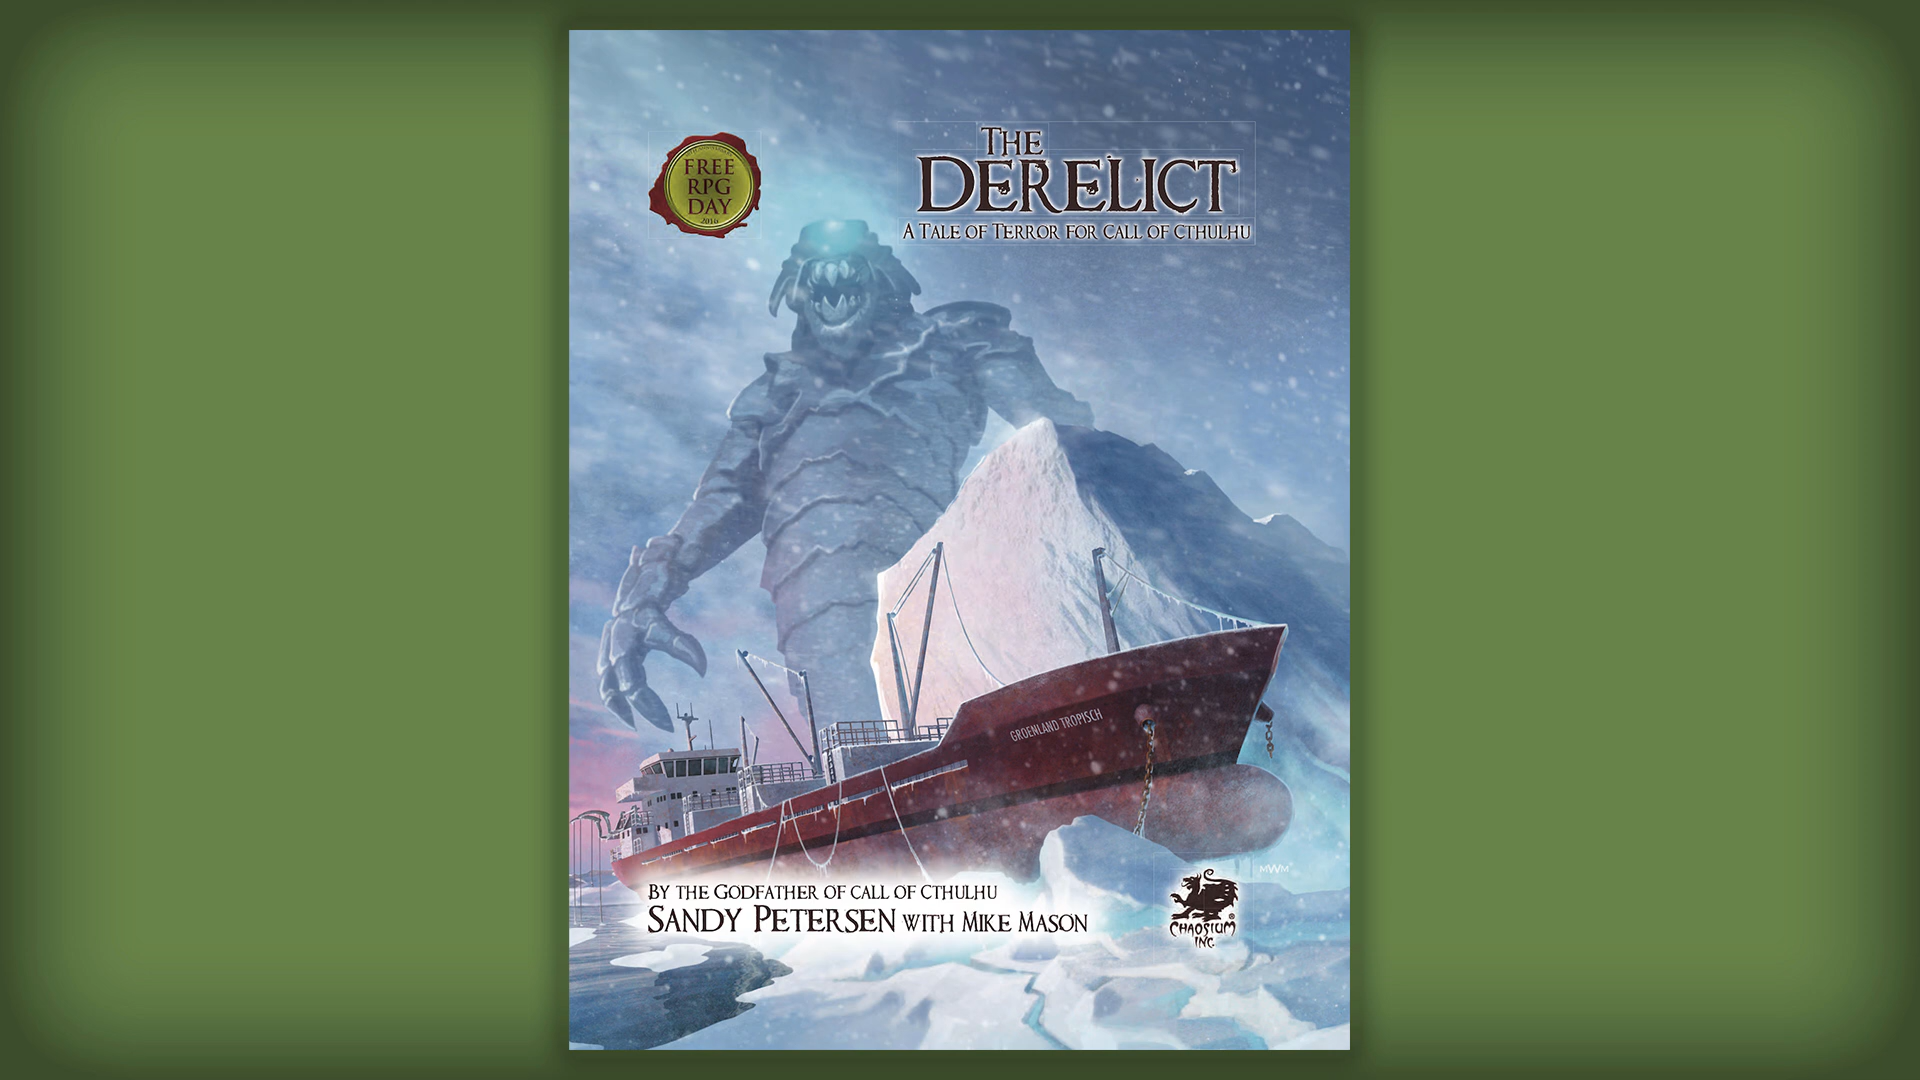 FREE
RPG
DAY
2016
THE
DERELICT
A TALE OF TERROR FOR CALL OF CTHULHU
GROENLAND TROPISCH
BY THE GODFATHER OF CALL OF CTHULHU
SANDY PETERSEN WITH MIKE MASON
MWM
CHAOSIUM
INC.